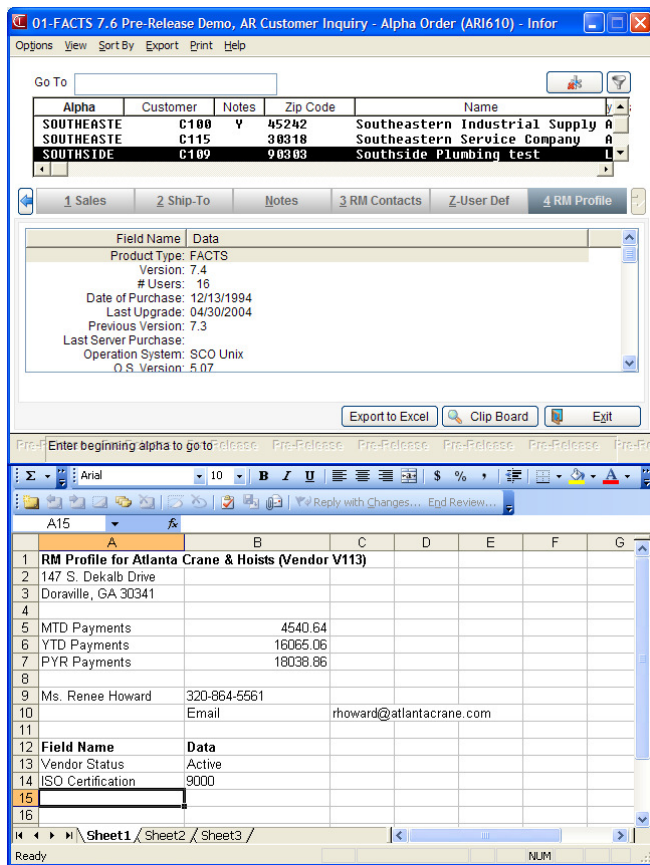 01-FACTS 7.6 Pre-Release Demo, AR Customer Inquiry - Alpha Order (ARI610) - Infor
Options View Sort By Export Print Help
Go To
Alpha Customer Notes Zip Code Name
SOUTHEASTE C100 Y 45242 Southeastern Industrial Supply A
SOUTHEASTE C115 30318 Southeastern Service Company A
SOUTHSIDE C109 90303 Southside Plumbing test L
1 Sales 2 Ship-To Notes 3 RM Contacts Z-User Def 4 RM Profile
Field Name Data
Product Type: FACTS
Version: 7.4
# Users: 16
Date of Purchase: 12/13/1994
Last Upgrade: 04/30/2004
Previous Version: 7.3
Last Server Purchase:
Operation System: SCO Unix
O.S. Version: 5.07
Export to Excel Clip Board Exit
Enter beginning alpha to go to Pre-Release Pre-Release Pre-Release Pre-Release
Σ Arial 10 B I U $ % , A
Reply with Changes... End Review...
A15 fx
A B C D E F G
1 RM Profile for Atlanta Crane & Hoists (Vendor V113)
2 147 S. Dekalb Drive
3 Doraville, GA 30341
4
5 MTD Payments 4540.64
6 YTD Payments 16065.06
7 PYR Payments 18038.86
8
9 Ms. Renee Howard 320-864-5561
10 Email rhoward@atlantacrane.com
11
12 Field Name Data
13 Vendor Status Active
14 ISO Certification 9000
15
16
Sheet1 Sheet2 Sheet3
Ready NUM